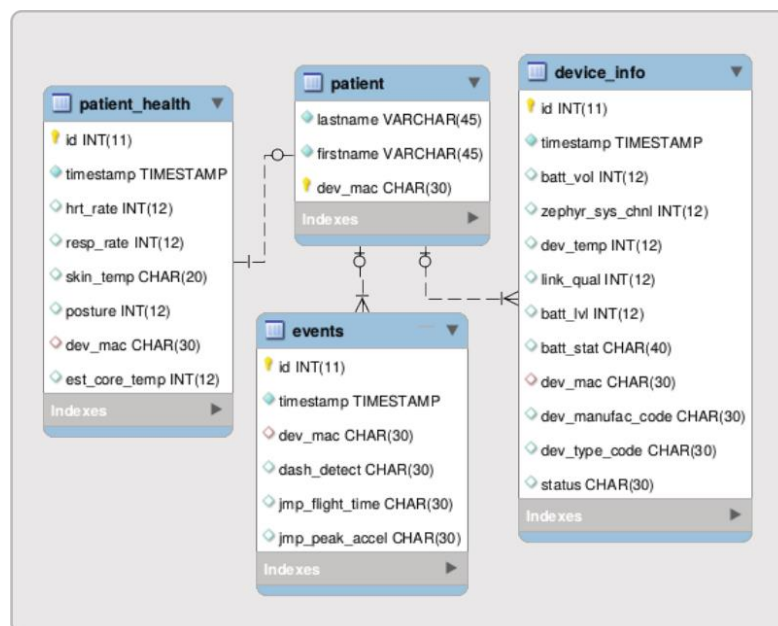 patient_health
id INT(11)
timestamp TIMESTAMP
hrt_rate INT(12)
resp_rate INT(12)
skin_temp CHAR(20)
posture INT(12)
dev_mac CHAR(30)
est_core_temp INT(12)
Indexes
patient
lastname VARCHAR(45)
firstname VARCHAR(45)
dev_mac CHAR(30)
Indexes
events
id INT(11)
timestamp TIMESTAMP
dev_mac CHAR(30)
dash_detect CHAR(30)
jmp_flight_time CHAR(30)
jmp_peak_accel CHAR(30)
Indexes
device_info
id INT(11)
timestamp TIMESTAMP
batt_vol INT(12)
zephyr_sys_chnl INT(12)
dev_temp INT(12)
link_qual INT(12)
batt_lvl INT(12)
batt_stat CHAR(40)
dev_mac CHAR(30)
dev_manufac_code CHAR(30)
dev_type_code CHAR(30)
status CHAR(30)
Indexes